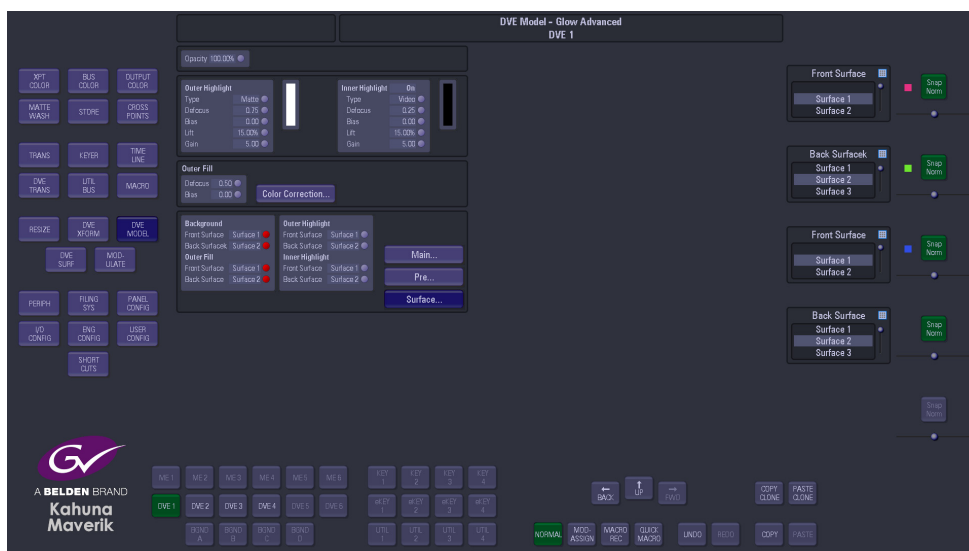 DVE Model - Glow Advanced
DVE 1
Opacity 100.00%
XPT COLOR
BUS COLOR
OUTPUT COLOR
MATTE WASH
STORE
CROSS POINTS
TRANS
KEYER
TIME LINE
DVE TRANS
UTIL BUS
MACRO
RESIZE
DVE XFORM
DVE MODEL
DVE SURF
MOD- ULATE
PERIPH
FILING SYS
PANEL CONFIG
I/O CONFIG
ENG CONFIG
USER CONFIG
SHORT CUTS
Outer Highlight
Type Matte
Defocus 0.75
Bias 0.00
Lift 15.00%
Gain 5.00
Inner Highlight On
Type Video
Defocus 0.25
Bias 0.00
Lift 15.00%
Gain 5.00
Outer Fill
Defocus 0.50
Bias 0.00
Color Correction...
Background
Front Surface Surface 1
Back Surfacek Surface 2
Outer Fill
Front Surface Surface 1
Back Surface Surface 2
Outer Highlight
Front Surface Surface 1
Back Surface Surface 2
Inner Highlight
Front Surface Surface 1
Back Surface Surface 2
Main...
Pre...
Surface...
Front Surface
Surface 1
Surface 2
Snap Norm
Back Surfacek
Surface 1
Surface 2
Surface 3
Snap Norm
Front Surface
Surface 1
Surface 2
Snap Norm
Back Surface
Surface 1
Surface 2
Surface 3
Snap Norm
Snap Norm
GV
A BELDEN BRAND
Kahuna
Maverik
ME 1
ME 2
ME 3
ME 4
ME 5
ME 6
KEY 1
KEY 2
KEY 3
KEY 4
DVE 1
DVE 2
DVE 3
DVE 4
DVE 5
DVE 6
eKEY 1
eKEY 2
eKEY 3
eKEY 4
BGND A
BGND B
BGND C
BGND D
UTIL 1
UTIL 2
UTIL 3
UTIL 4
BACK
UP
FWD
COPY CLONE
PASTE CLONE
NORMAL
MOD- ASSIGN
MACRO REC
QUICK MACRO
UNDO
REDO
COPY
PASTE